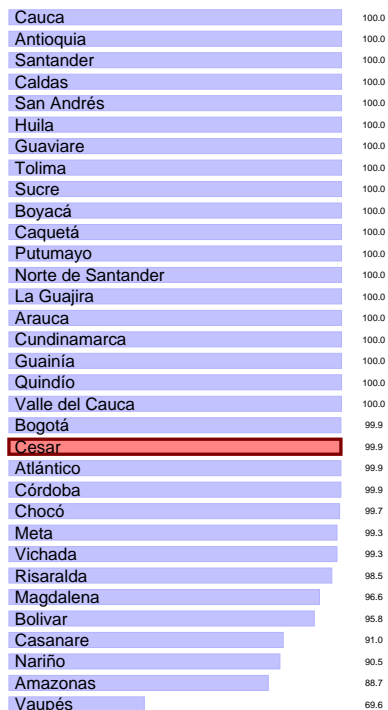 Cauca 100.0
Antioquia 100.0
Santander 100.0
Caldas 100.0
San Andrés 100.0
Huila 100.0
Guaviare 100.0
Tolima 100.0
Sucre 100.0
Boyacá 100.0
Caquetá 100.0
Putumayo 100.0
Norte de Santander 100.0
La Guajira 100.0
Arauca 100.0
Cundinamarca 100.0
Guainía 100.0
Quindío 100.0
Valle del Cauca 100.0
Bogotá 99.9
Cesar 99.9
Atlántico 99.9
Córdoba 99.9
Chocó 99.7
Meta 99.3
Vichada 99.3
Risaralda 98.5
Magdalena 96.6
Bolivar 95.8
Casanare 91.0
Nariño 90.5
Amazonas 88.7
Vaupés 69.6